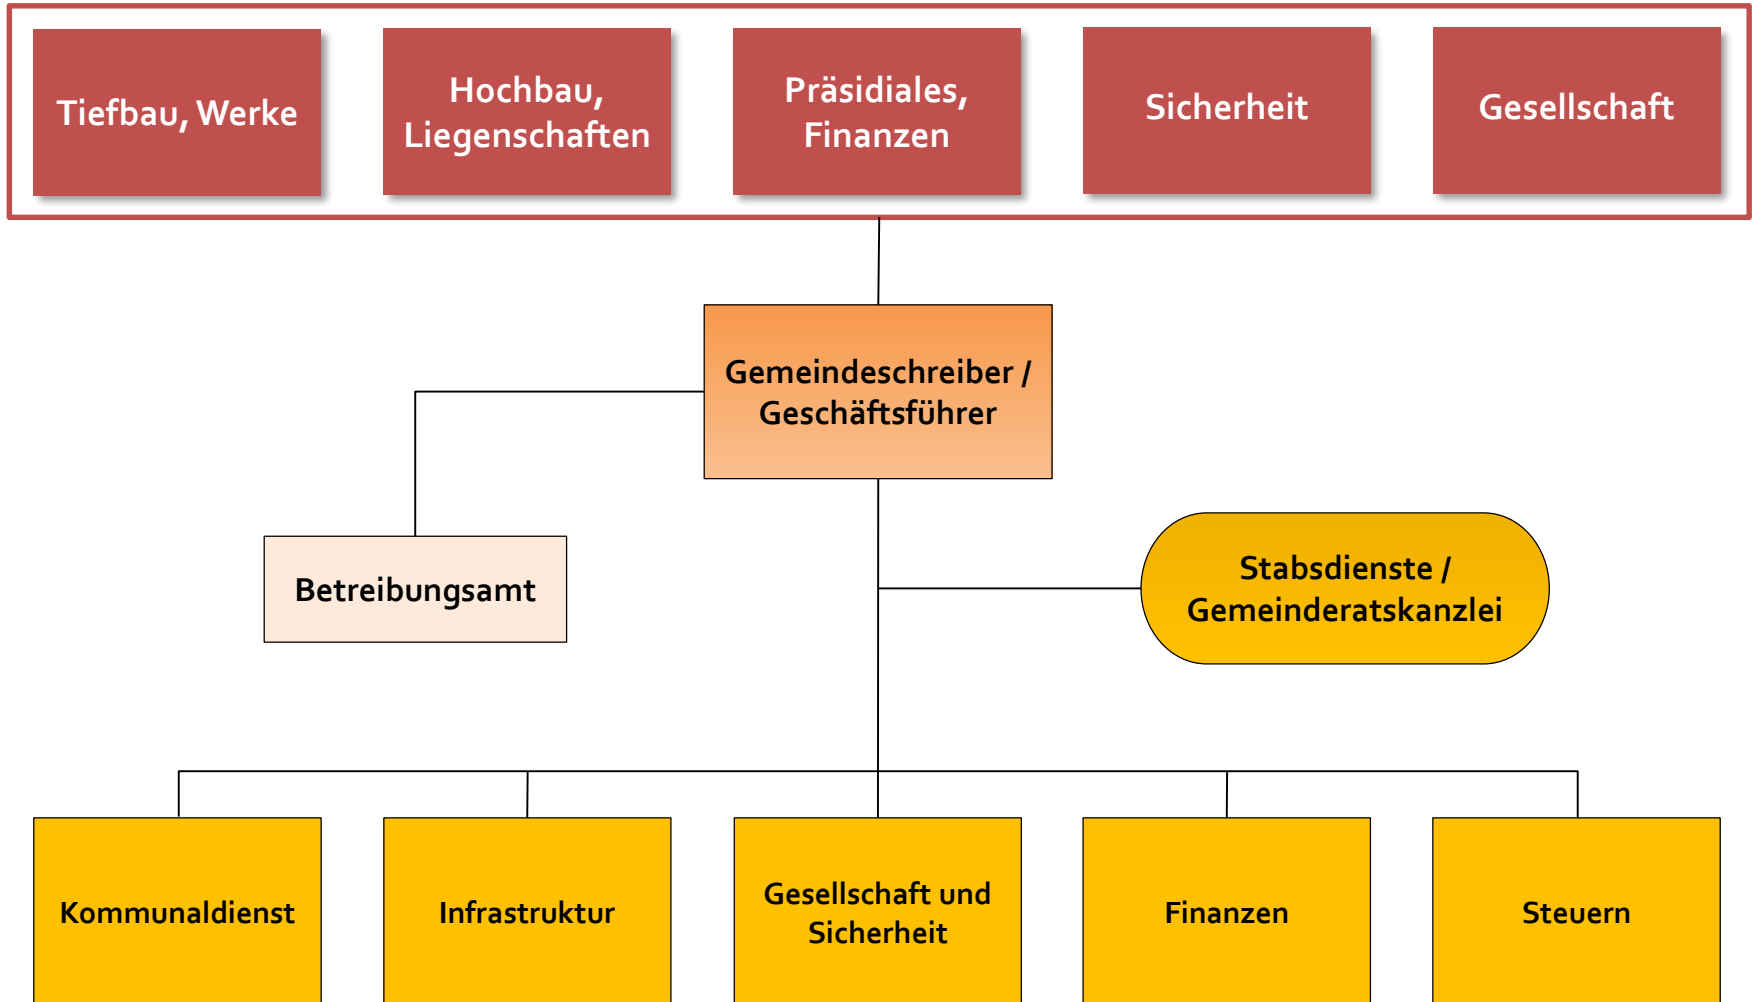 Tiefbau, Werke
Hochbau,
Liegenschaften
Präsidiales,
Finanzen
Sicherheit
Gesellschaft
Gemeindeschreiber /
Geschäftsführer
Betreibungsamt
Stabsdienste /
Gemeinderatskanzlei
Kommunaldienst
Infrastruktur
Gesellschaft und
Sicherheit
Finanzen
Steuern